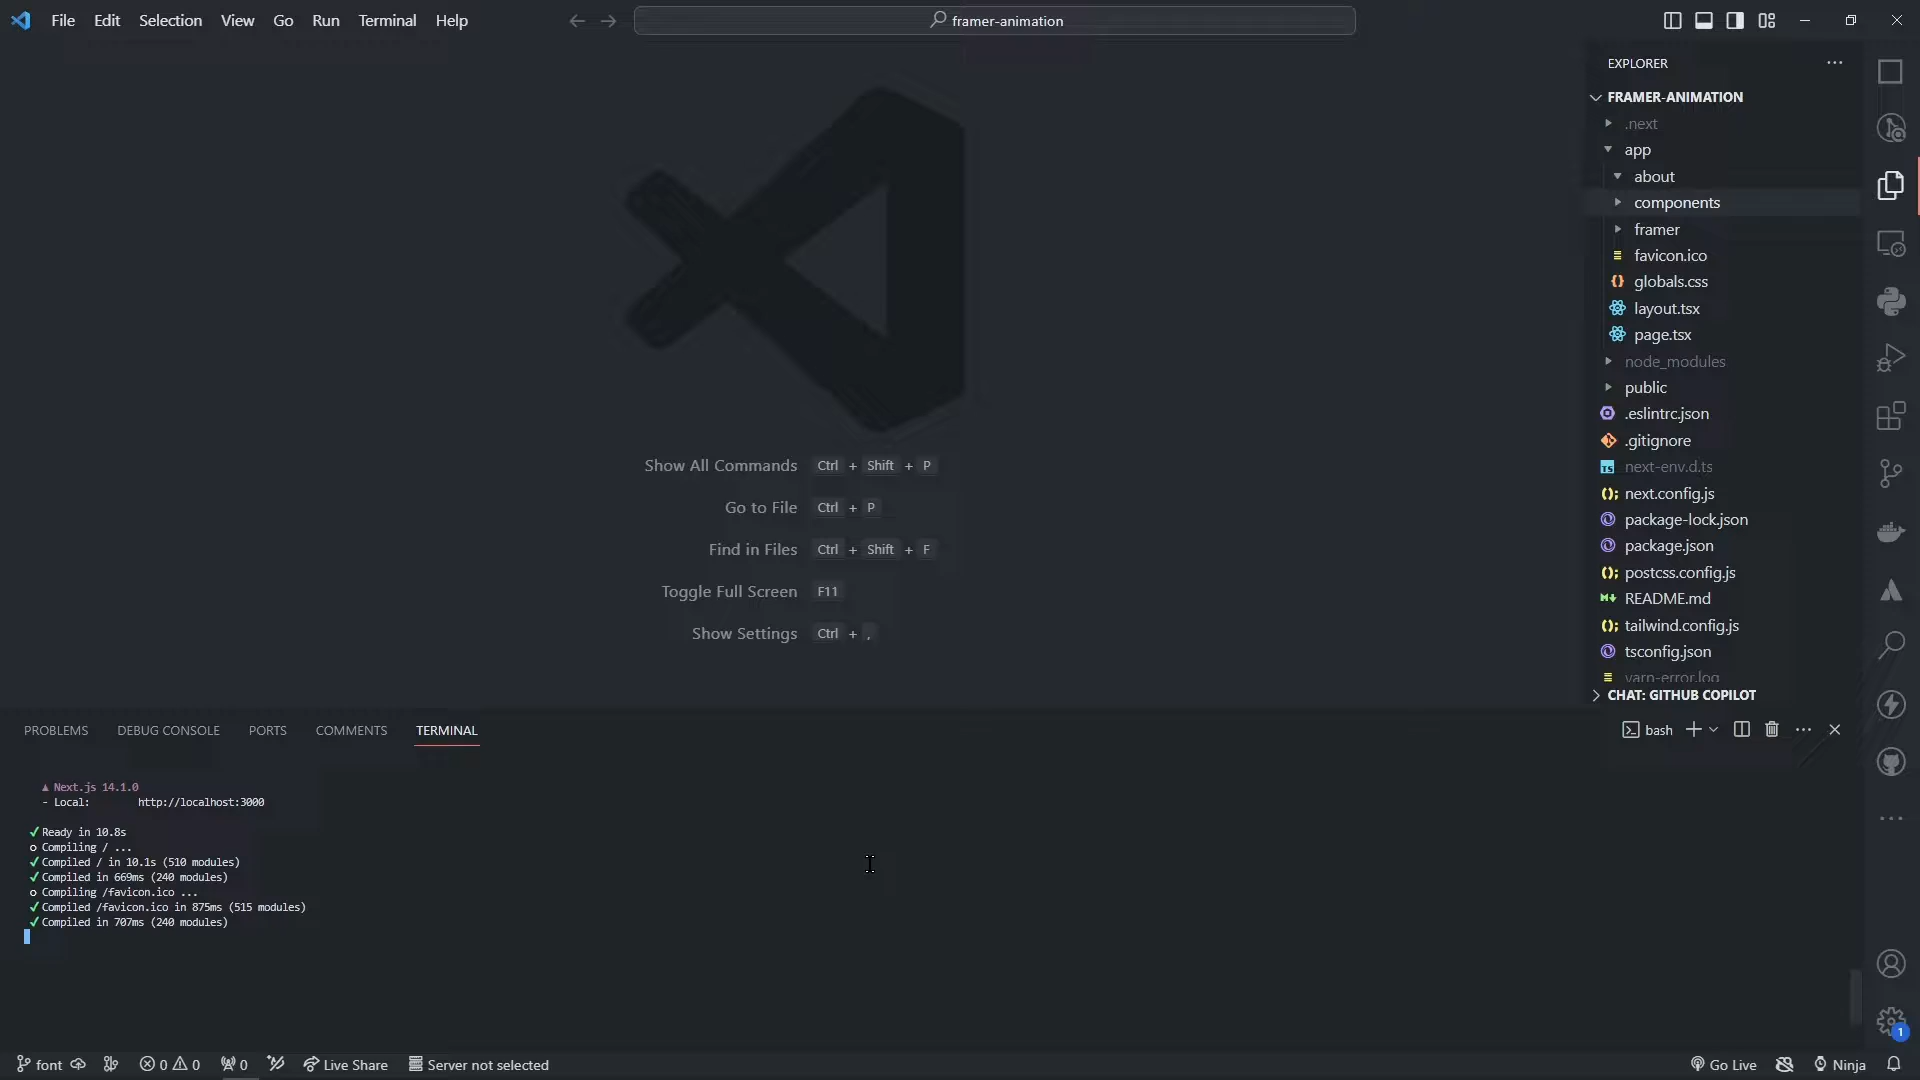 File Edit Selection View Go Run Terminal Help
framer-animation
Show All Commands Ctrl + Shift + P
Go to File Ctrl + P
Find in Files Ctrl + Shift + F
Toggle Full Screen F11
Show Settings Ctrl + ,
EXPLORER
FRAMER-ANIMATION
.next
app
about
components
framer
favicon.ico
globals.css
layout.tsx
page.tsx
node_modules
public
.eslintrc.json
.gitignore
next-env.d.ts
next.config.js
package-lock.json
package.json
postcss.config.js
README.md
tailwind.config.js
tsconfig.json
yarn-error.log
CHAT: GITHUB COPILOT
PROBLEMS DEBUG CONSOLE PORTS COMMENTS TERMINAL
bash
▲ Next.js 14.1.0
- Local: http://localhost:3000
✓ Ready in 10.8s
○ Compiling / ...
✓ Compiled / in 10.1s (510 modules)
✓ Compiled in 669ms (240 modules)
○ Compiling /favicon.ico ...
✓ Compiled /favicon.ico in 875ms (515 modules)
✓ Compiled in 707ms (240 modules)
1
font 0 0 0 Live Share Server not selected Go Live Ninja